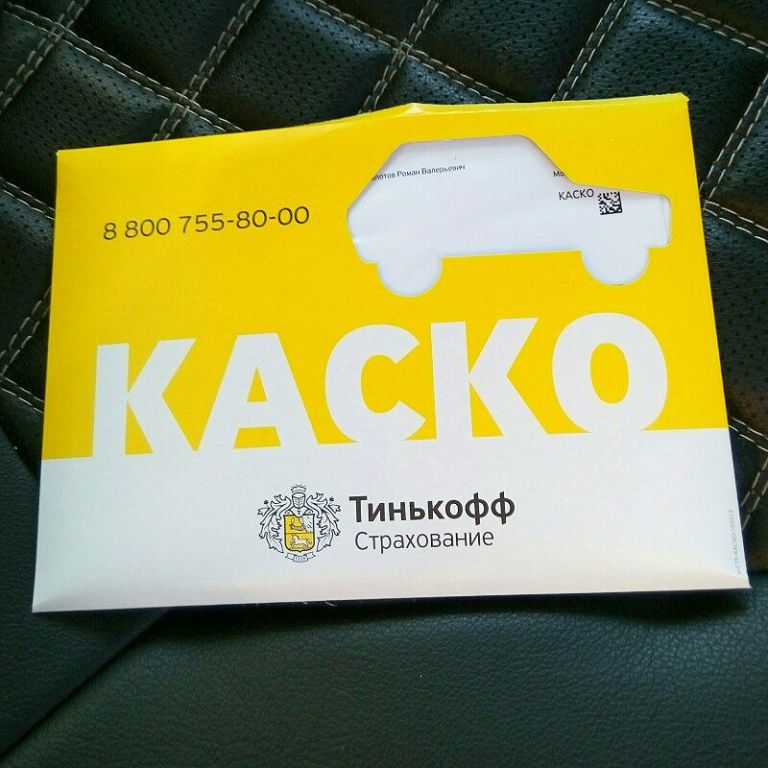 Роман Валерьевич
КАСКО
8 800 755-80-00
КАСКО
Тинькофф
Страхование